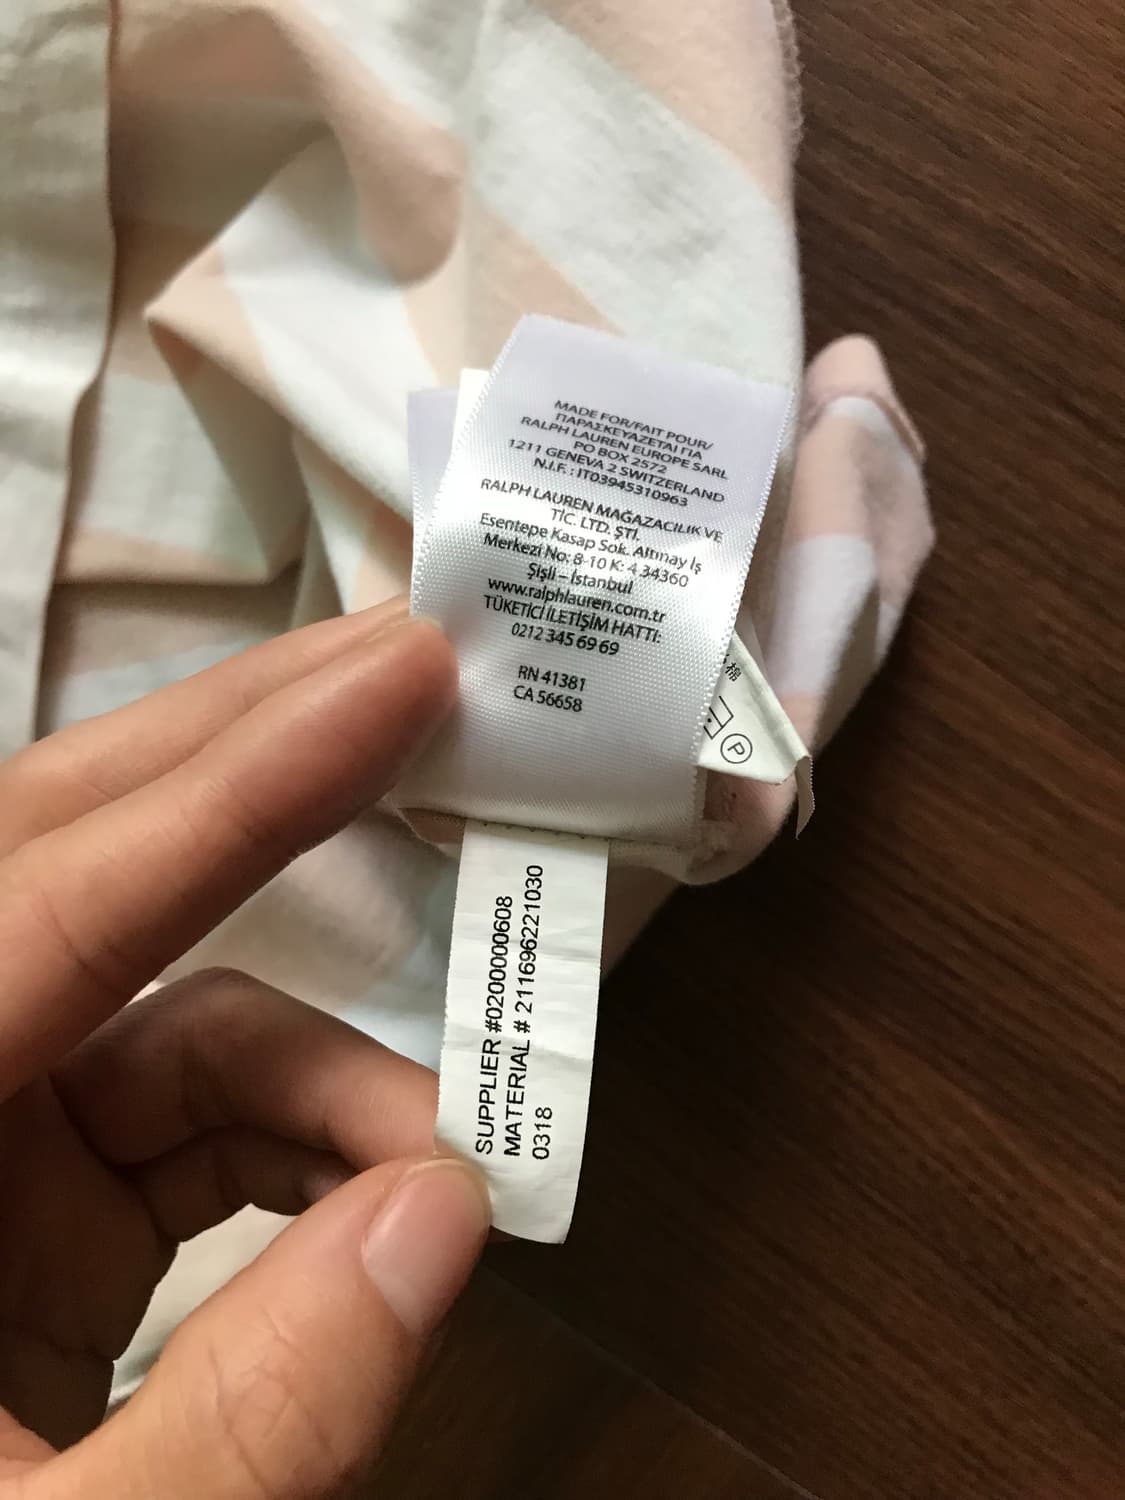 MADE FOR/FAIT POUR/
ΠΑΡΑΣΚΕΥΑΖΕΤΑΙ ΓΙΑ
RALPH LAUREN EUROPE SARL
PO BOX 2572
1211 GENEVA 2 SWITZERLAND
N.I.F. : IT03945310963
RALPH LAUREN MAĞAZACILIK VE
TİC. LTD. ŞTİ.
Esentepe Kasap Sok. Altınay İş
Merkezi No: 8-10 K: 4 34360
Şişli – İstanbul
www.ralphlauren.com.tr
TÜKETİCİ İLETİŞİM HATTI:
0212 345 69 69
RN 41381
CA 56658
棉
P
SUPPLIER #0200000608
MATERIAL # 211696221030
0318